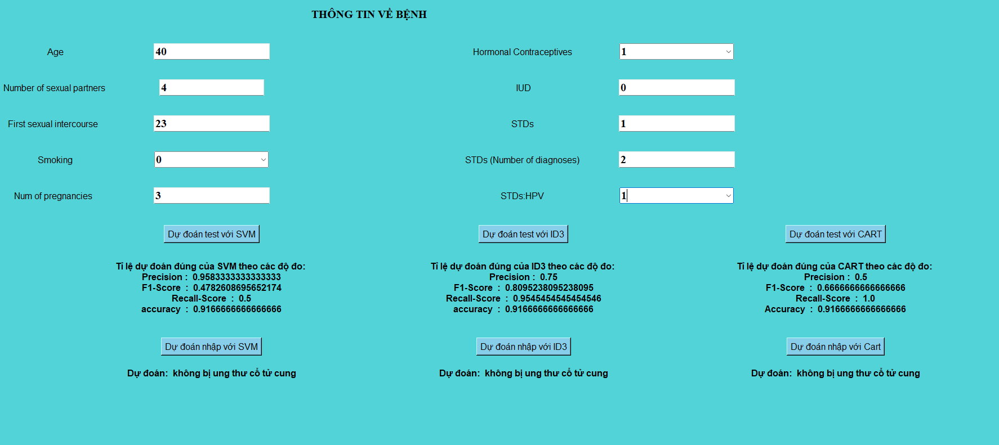 THÔNG TIN VỀ BỆNH
Age 40 Hormonal Contraceptives 1
Number of sexual partners 4 IUD 0
First sexual intercourse 23 STDs 1
Smoking 0 STDs (Number of diagnoses) 2
Num of pregnancies 3 STDs:HPV 1
Dự đoán test với SVM Dự đoán test với ID3 Dự đoán test với CART
Tỉ lệ dự đoán đúng của SVM theo các độ đo:
Precision : 0.9583333333333333
F1-Score : 0.4782608695652174
Recall-Score : 0.5
accuracy : 0.9166666666666666
Tỉ lệ dự đoán đúng của ID3 theo các độ đo:
Precision : 0.75
F1-Score : 0.8095238095238095
Recall-Score : 0.9545454545454546
accuracy : 0.9166666666666666
Tỉ lệ dự đoán đúng của CART theo các độ đo:
Precision : 0.5
F1-Score : 0.6666666666666666
Recall-Score : 1.0
Accuracy : 0.9166666666666666
Dự đoán nhập với SVM Dự đoán nhập với ID3 Dự đoán nhập với Cart
Dự đoán: không bị ung thư cổ tử cung Dự đoán: không bị ung thư cổ tử cung Dự đoán: không bị ung thư cổ tử cung